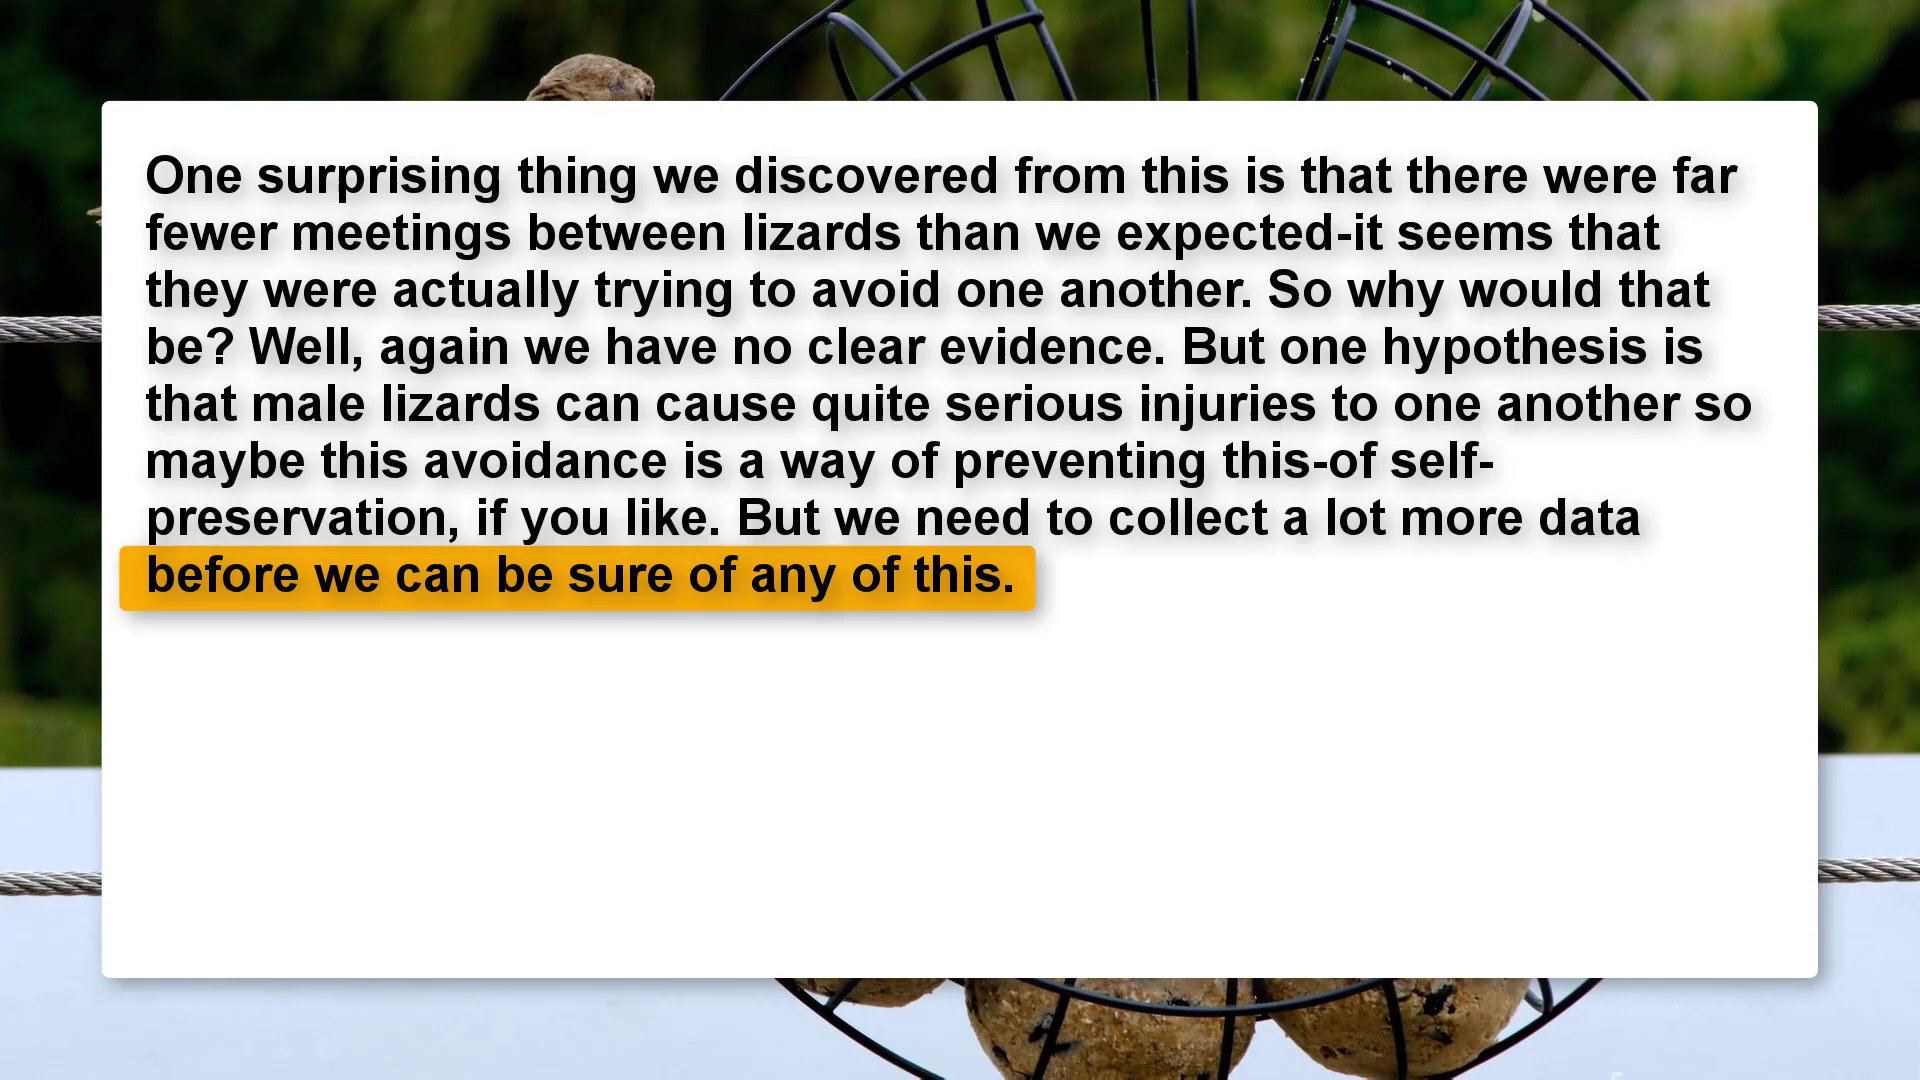 One surprising thing we discovered from this is that there were far
fewer meetings between lizards than we expected-it seems that
they were actually trying to avoid one another. So why would that
be? Well, again we have no clear evidence. But one hypothesis is
that male lizards can cause quite serious injuries to one another so
maybe this avoidance is a way of preventing this-of self-
preservation, if you like. But we need to collect a lot more data
before we can be sure of any of this.